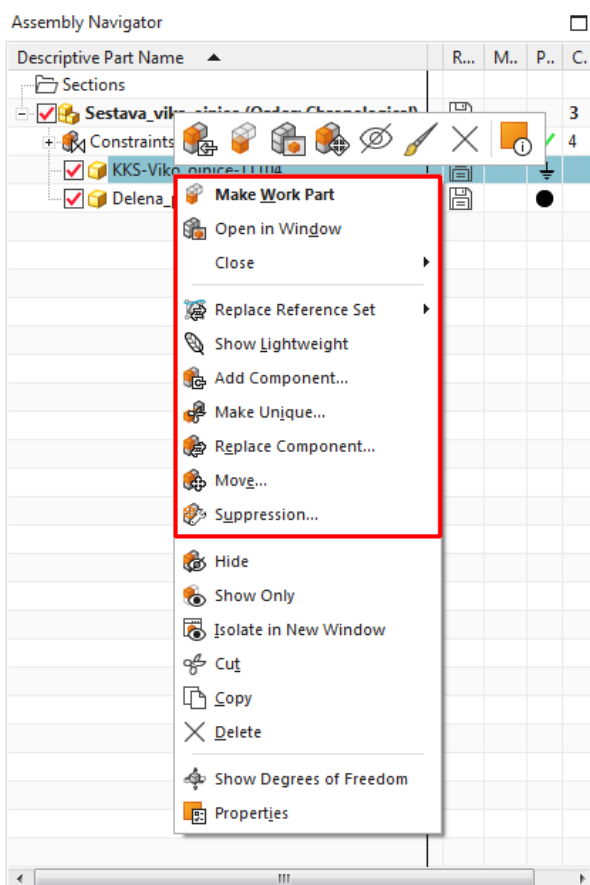 Assembly Navigator
Descriptive Part Name R... M... P... C.
Sections
Sestava_viko_ojnice (Order: Chronological) 3
Constraints 4
KKS-Viko_ojnice-11104
Delena_
Make Work Part
Open in Window
Close
Replace Reference Set
Show Lightweight
Add Component...
Make Unique...
Replace Component...
Move...
Suppression...
Hide
Show Only
Isolate in New Window
Cut
Copy
Delete
Show Degrees of Freedom
Properties